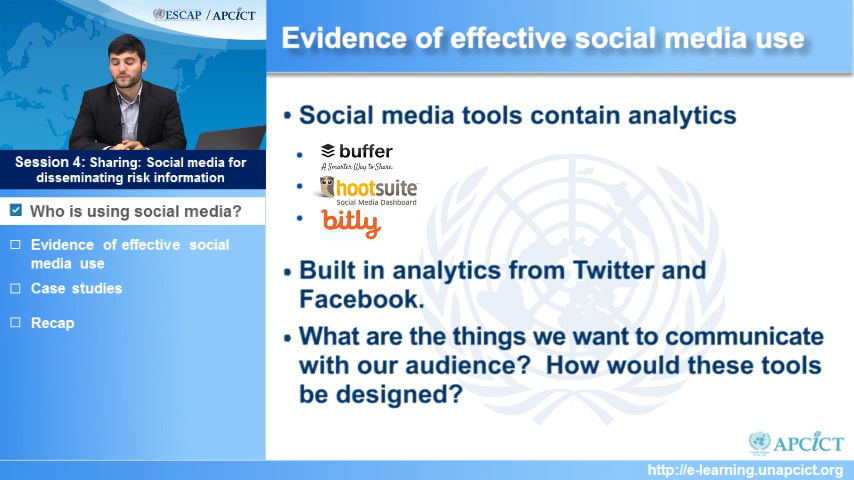 ESCAP / APCICT
Evidence of effective social media use
Session 4: Sharing: Social media for
disseminating risk information
Who is using social media?
Evidence of effective social
media use
Case studies
Recap
• Social media tools contain analytics
• buffer
A Smarter Way to Share.
• hootsuite
Social Media Dashboard
• bitly
• Built in analytics from Twitter and
Facebook.
• What are the things we want to communicate
with our audience? How would these tools
be designed?
APCICT
http://e-learning.unapcict.org